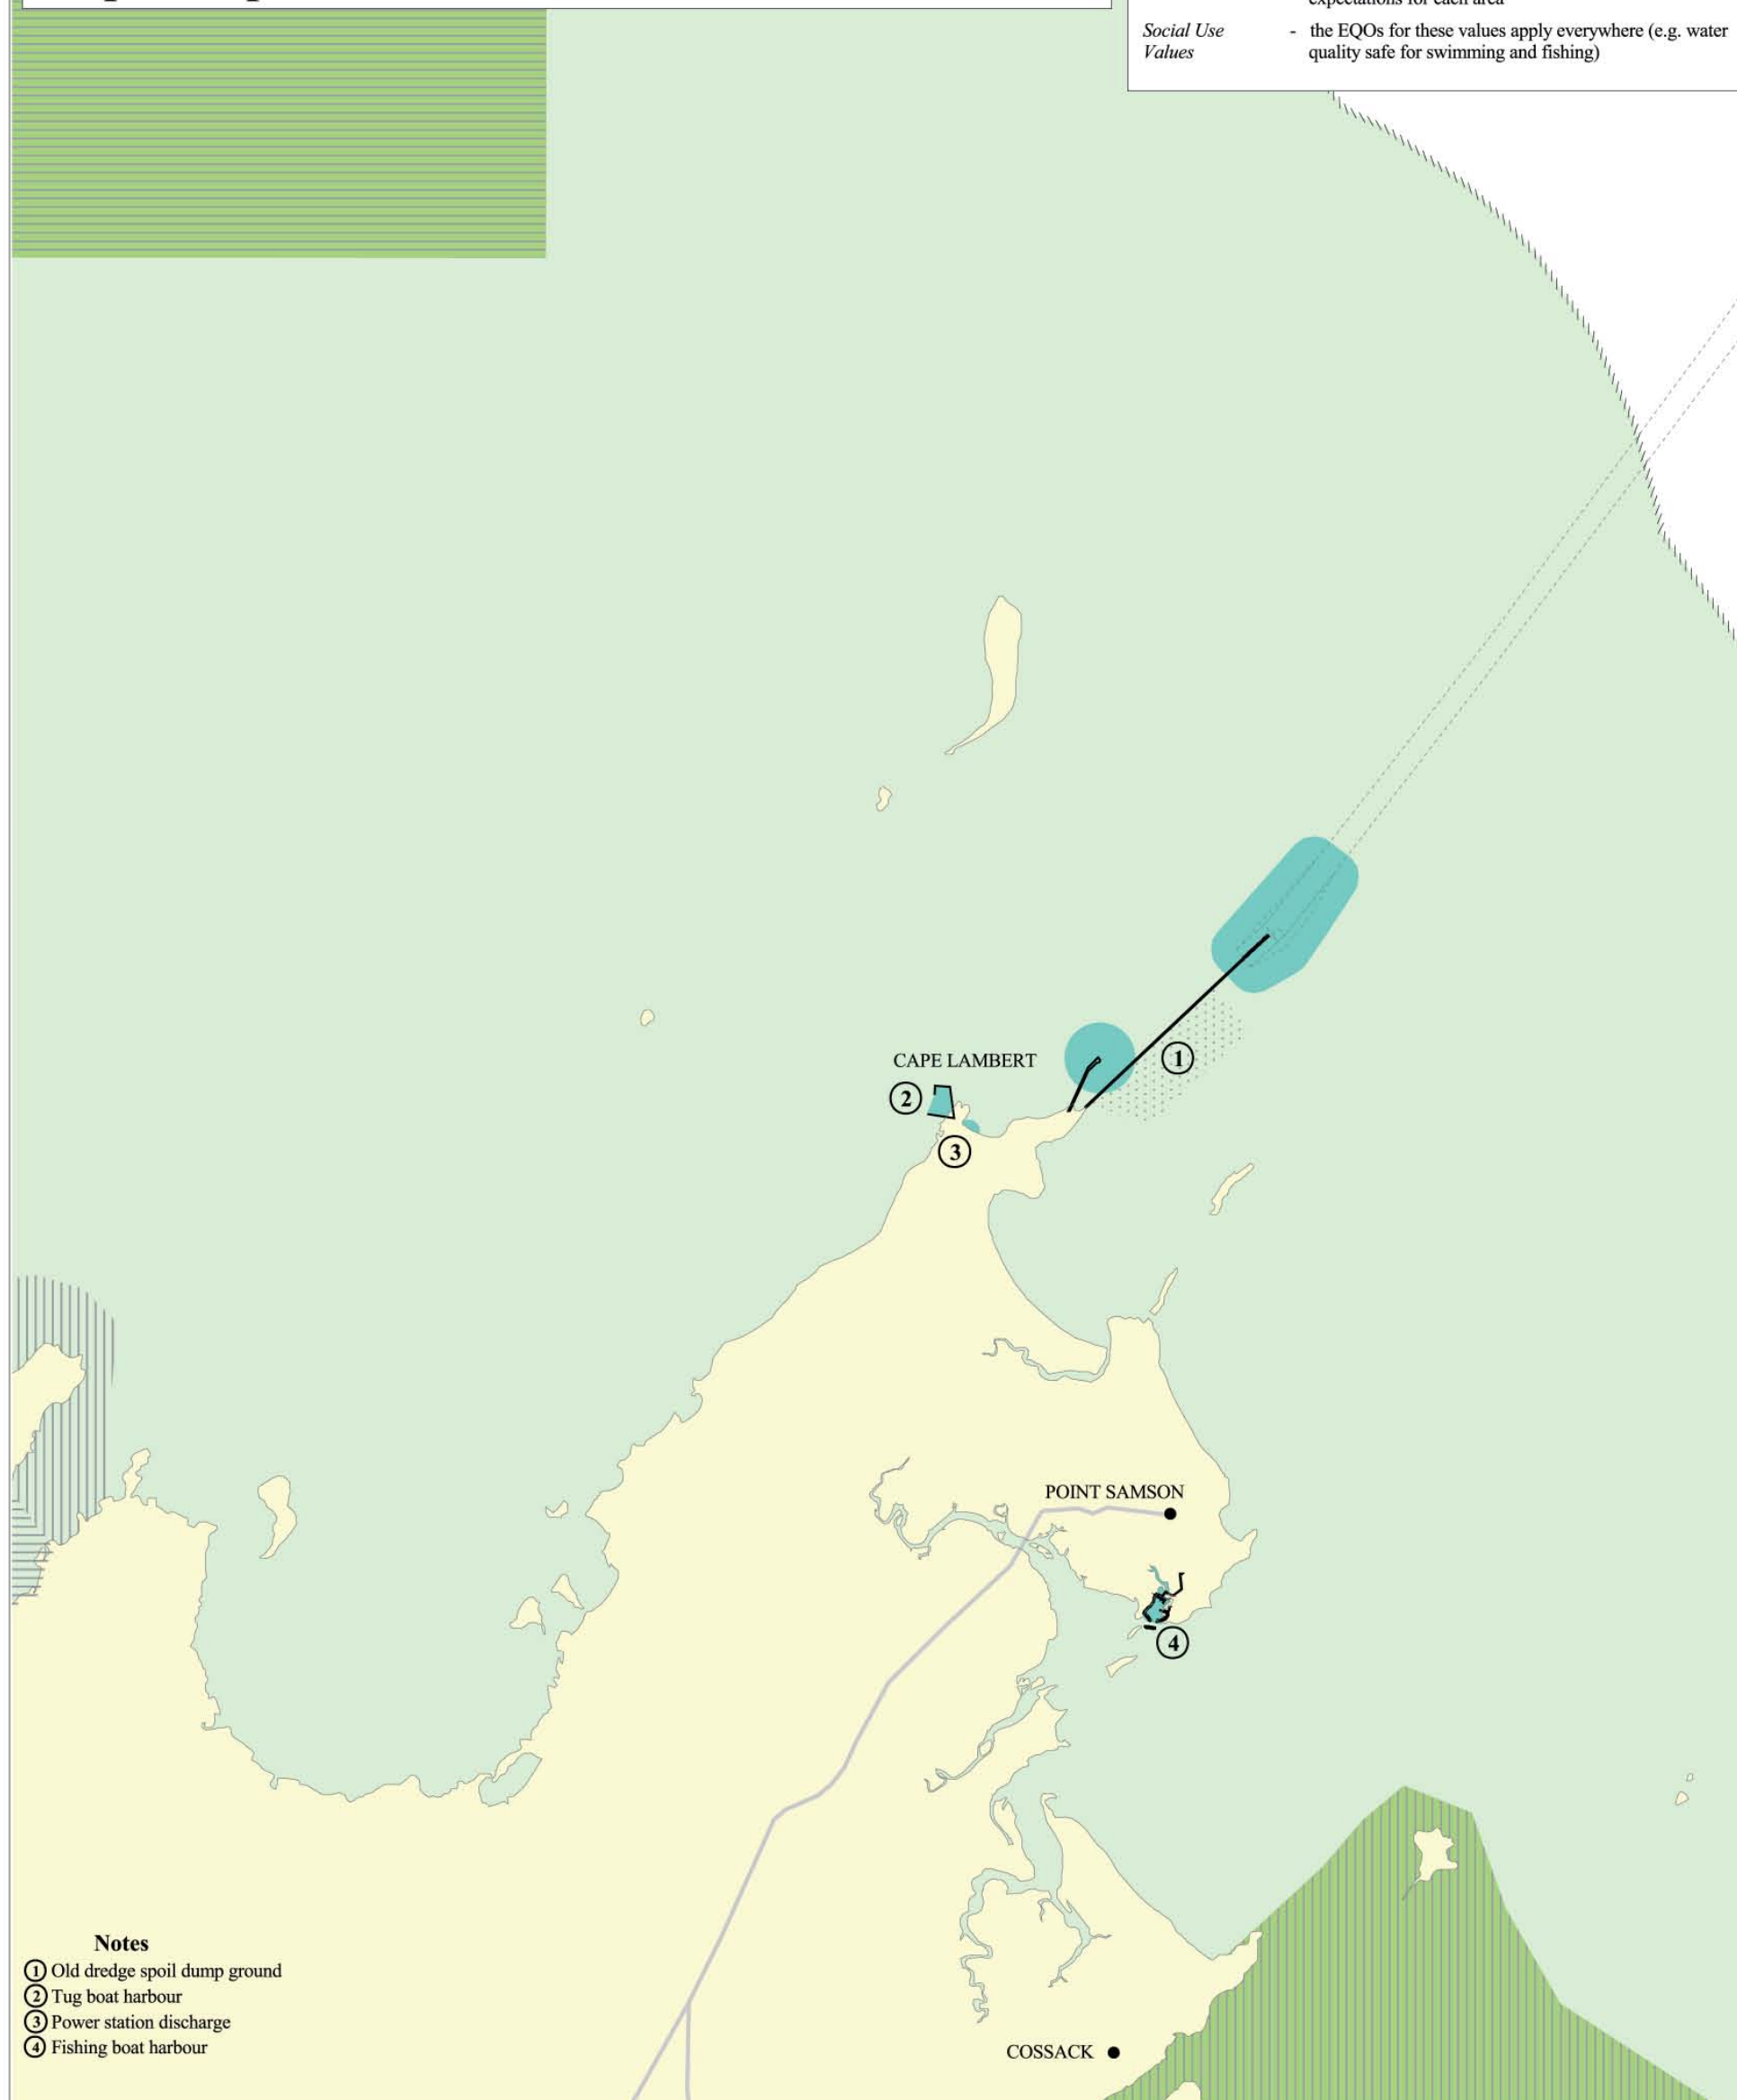 Social Use - the EQOs for these values apply everywhere (e.g. water
Values quality safe for swimming and fishing)
CAPE LAMBERT
1
2
3
POINT SAMSON
4
Notes
1 Old dredge spoil dump ground
2 Tug boat harbour
3 Power station discharge
4 Fishing boat harbour
COSSACK